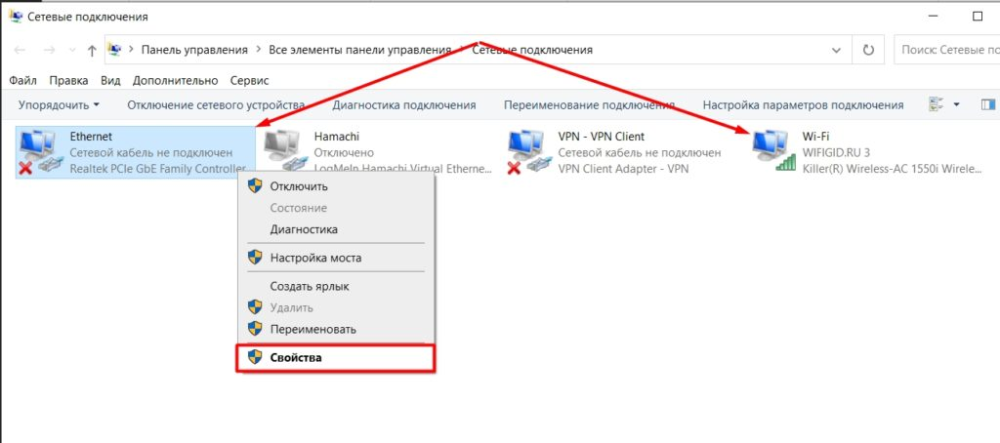 Сетевые подключения
Панель управления > Все элементы панели управления > Сетевые подключения
Поиск: Сетевые по
Файл Правка Вид Дополнительно Сервис
Упорядочить Отключение сетевого устройства Диагностика подключения Переименование подключения Настройка параметров подключения
Ethernet
Сетевой кабель не подключен
Realtek PCIe GbE Family Controller
Hamachi
Отключено
LogMeIn Hamachi Virtual Etherne...
VPN - VPN Client
Сетевой кабель не подключен
VPN Client Adapter - VPN
Wi-Fi
WIFIGID.RU 3
Killer(R) Wireless-AC 1550i Wirele...
Отключить
Состояние
Диагностика
Настройка моста
Создать ярлык
Удалить
Переименовать
Свойства